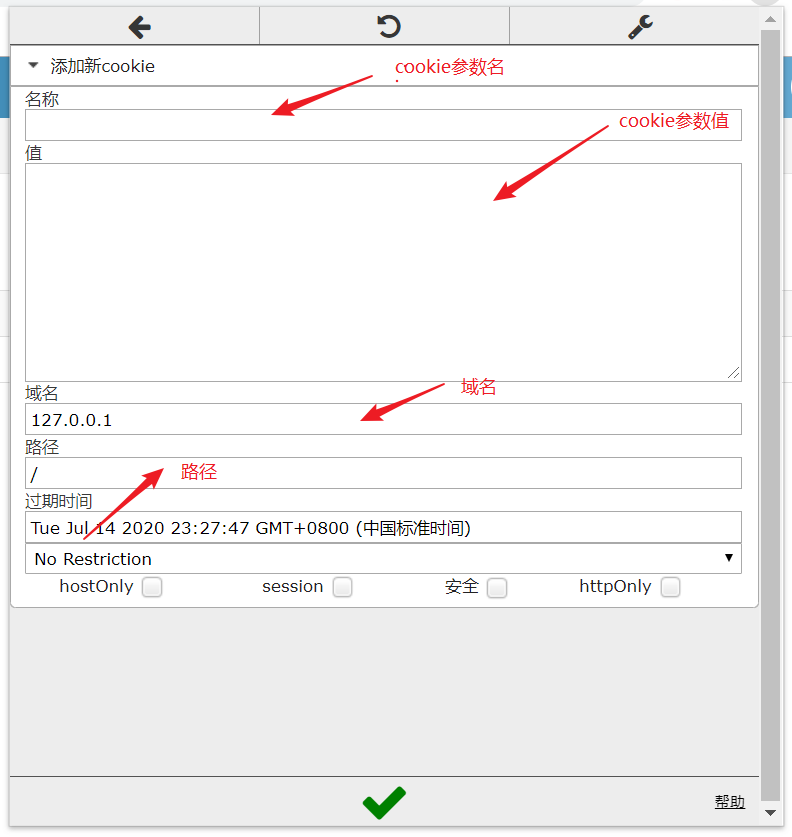 添加新cookie
cookie参数名
名称
cookie参数值
值
域名
域名
127.0.0.1
路径
/
路径
过期时间
Tue Jul 14 2020 23:27:47 GMT+0800 (中国标准时间)
No Restriction
hostOnly session 安全 httpOnly
帮助